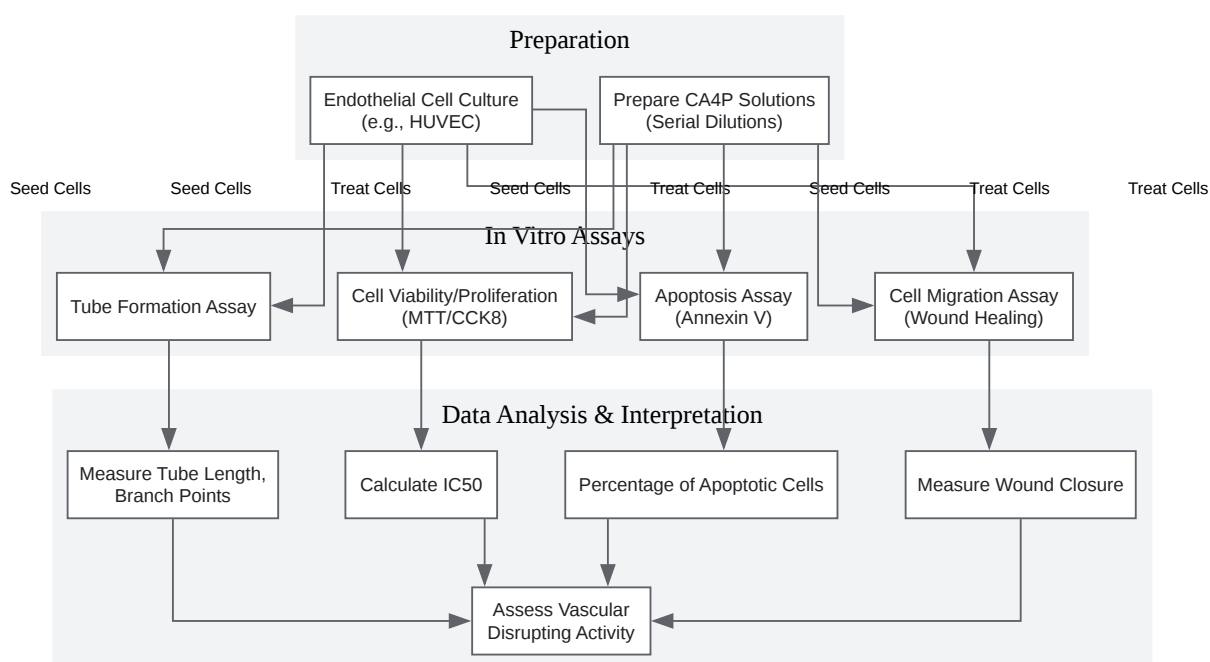 Preparation
Endothelial Cell Culture
(e.g., HUVEC)
Prepare CA4P Solutions
(Serial Dilutions)
Seed Cells
Seed Cells
Treat Cells
Seed Cells
Treat Cells
Seed Cells
Treat Cells
Treat Cells
In Vitro Assays
Tube Formation Assay
Cell Viability/Proliferation
(MTT/CCK8)
Apoptosis Assay
(Annexin V)
Cell Migration Assay
(Wound Healing)
Data Analysis & Interpretation
Measure Tube Length,
Branch Points
Calculate IC50
Percentage of Apoptotic Cells
Measure Wound Closure
Assess Vascular
Disrupting Activity